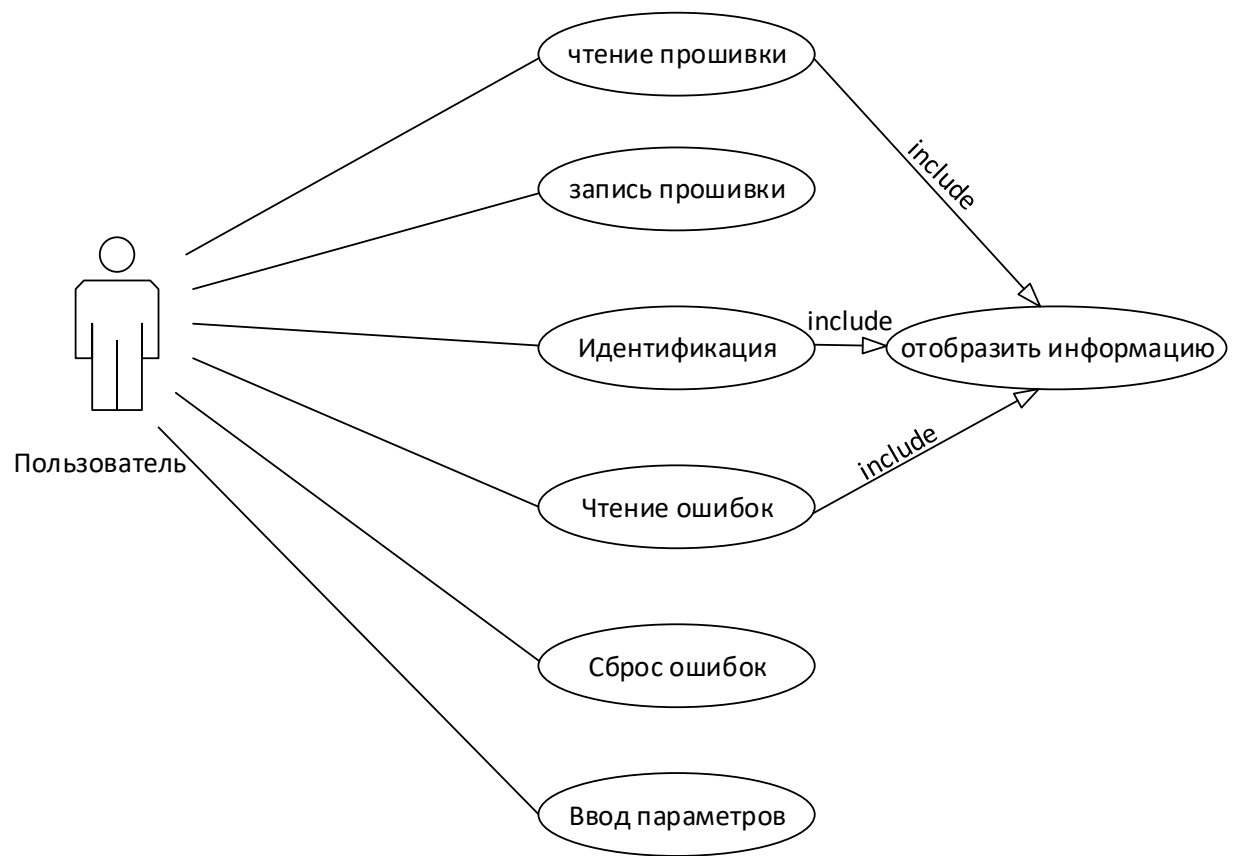 чтение прошивки
include
запись прошивки
include
Идентификация
отобразить информацию
include
Пользователь
Чтение ошибок
Сброс ошибок
Ввод параметров